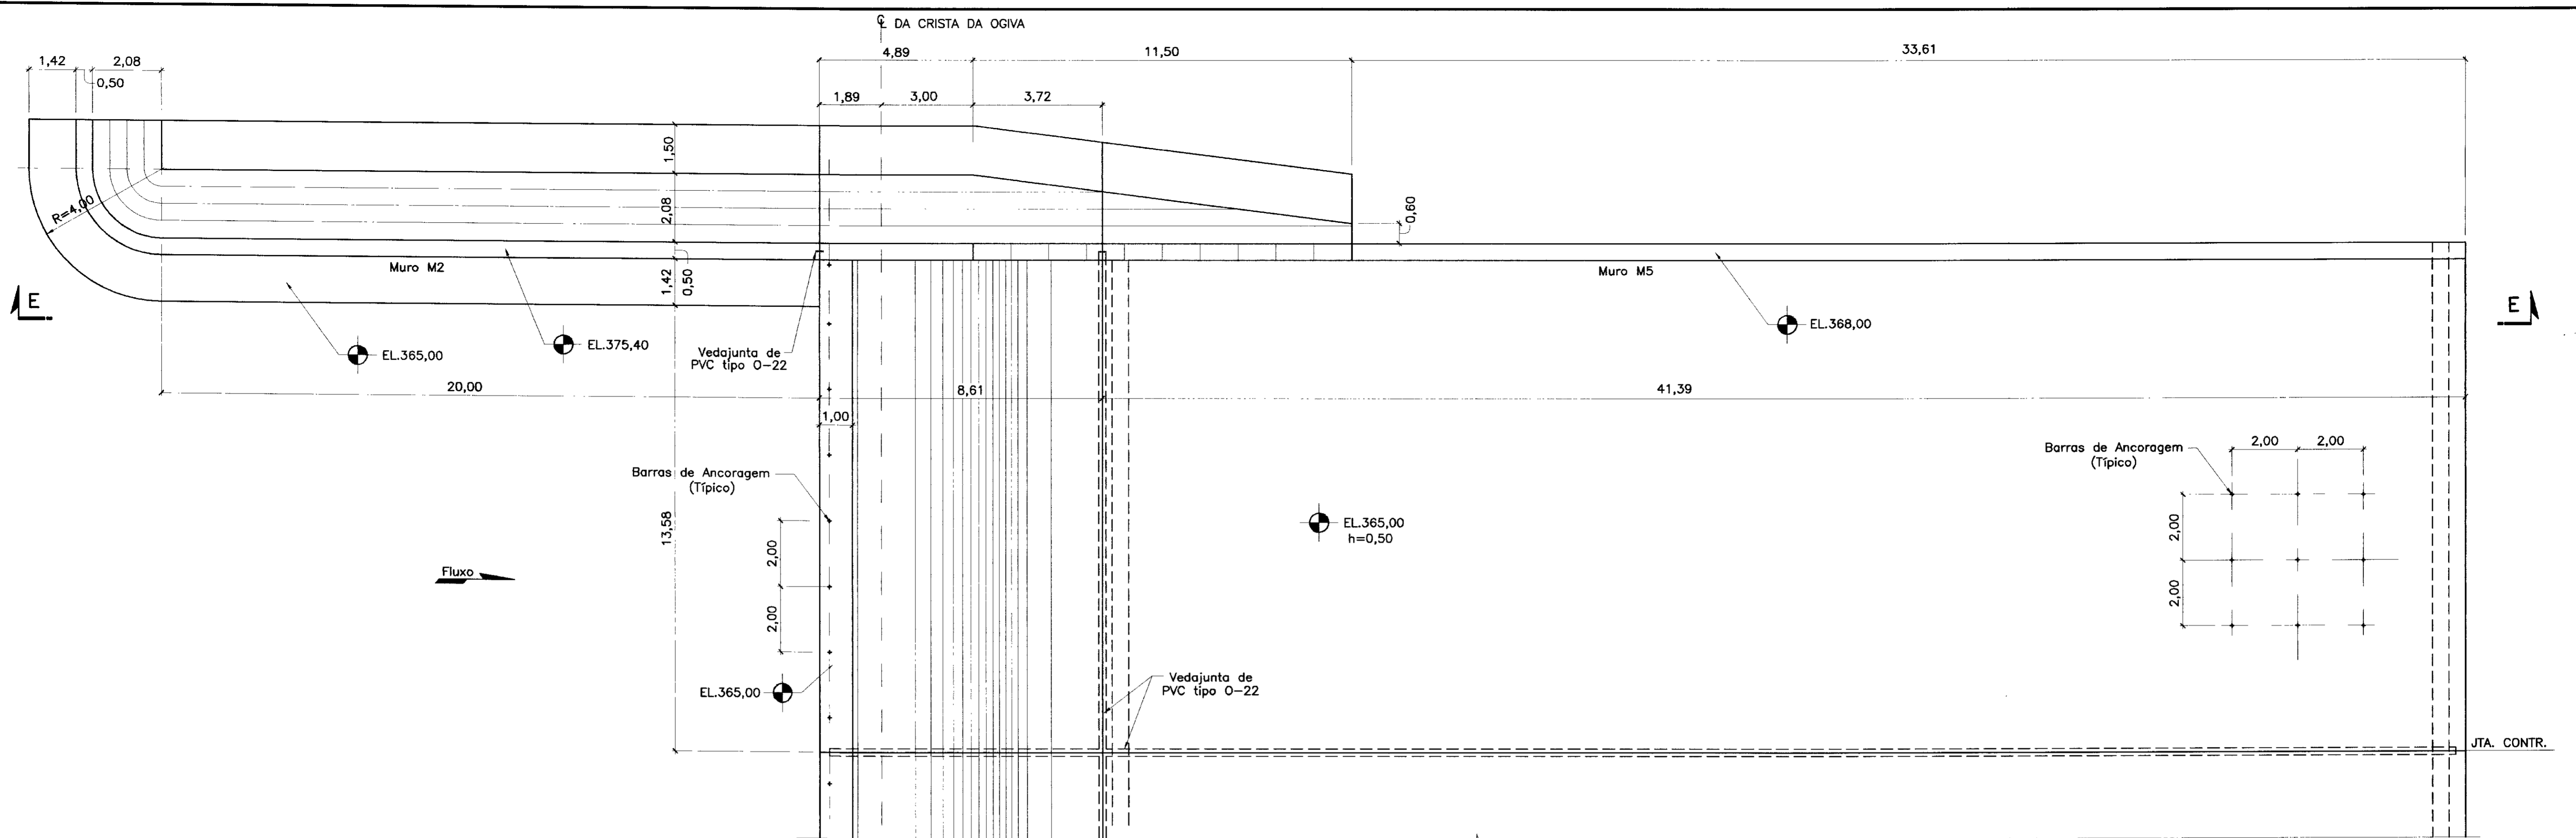 ℄ DA CRISTA DA OGIVA
4,89
11,50
33,61
1,42
2,08
0,50
1,89
3,00
3,72
1,50
2,08
0,60
R=4,00
Muro M2
1,42
0,50
Muro M5
E
E
EL.365,00
EL.375,40
EL.368,00
Vedajunta de
PVC tipo O-22
20,00
8,61
41,39
1,00
Barras de Ancoragem
(Típico)
2,00
2,00
Barras de Ancoragem
(Típico)
13,58
2,00
2,00
EL.365,00
h=0,50
2,00
2,00
Fluxo
EL.365,00
Vedajunta de
PVC tipo O-22
JTA. CONTR.